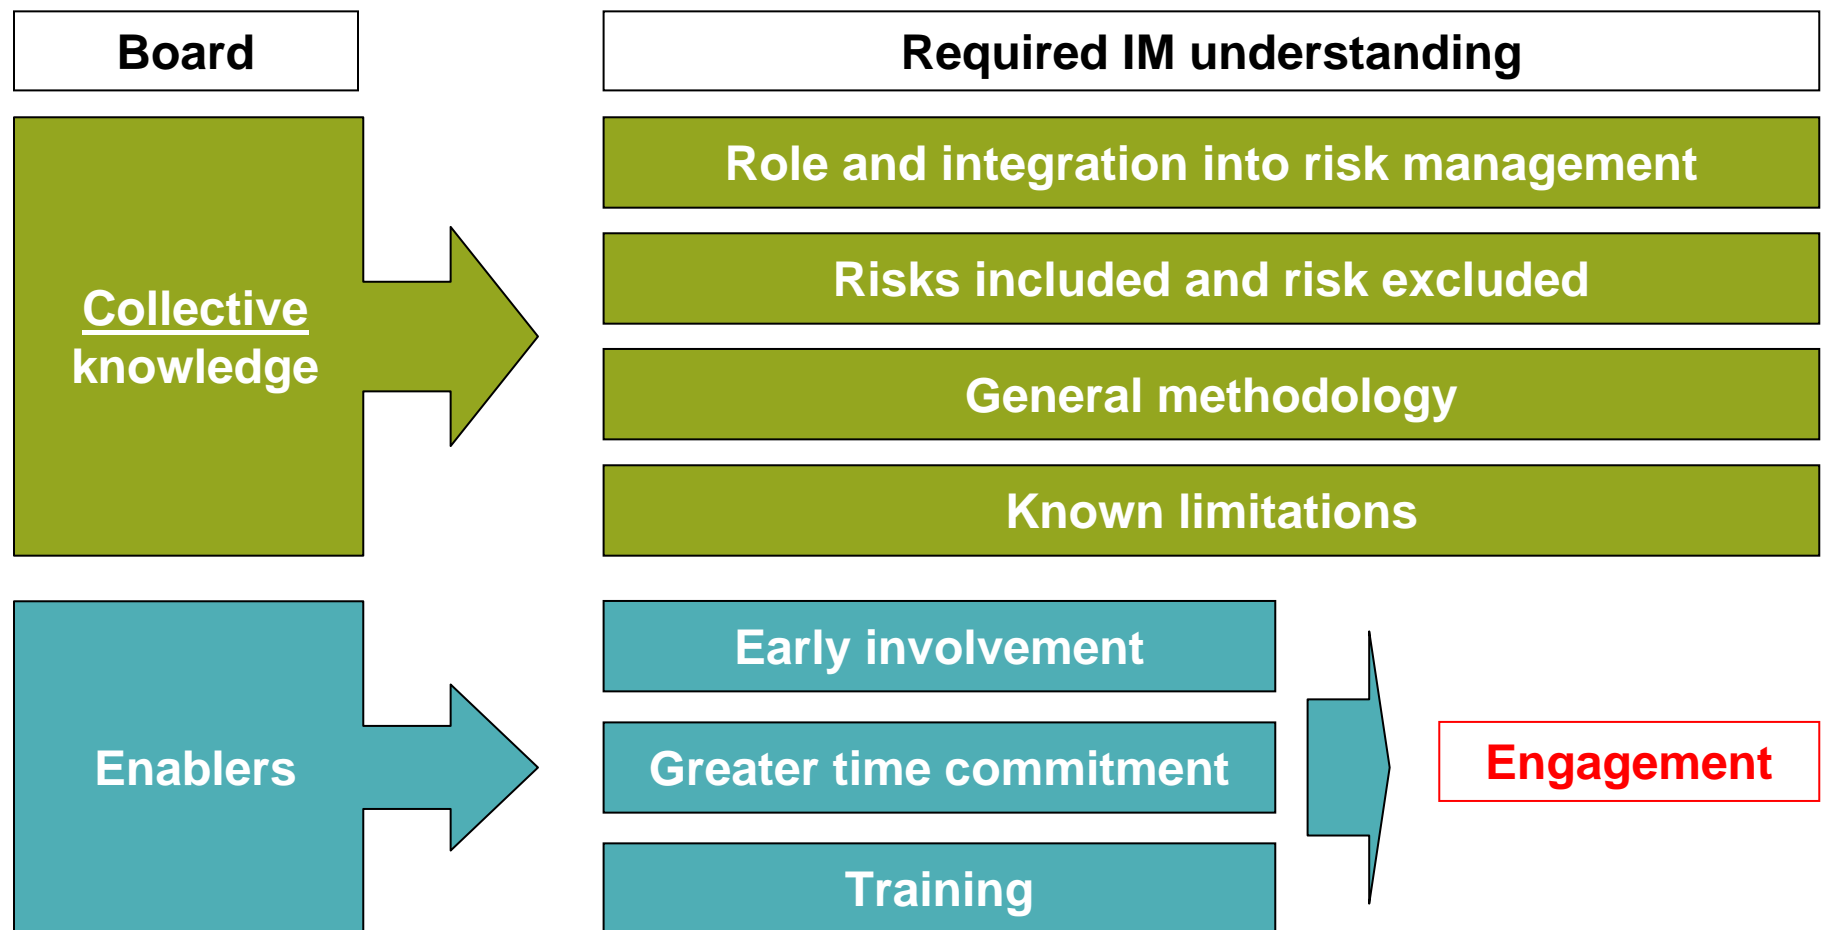 Board
Required IM understanding
Collective
knowledge
Role and integration into risk management
Risks included and risk excluded
General methodology
Known limitations
Enablers
Early involvement
Greater time commitment
Training
Engagement